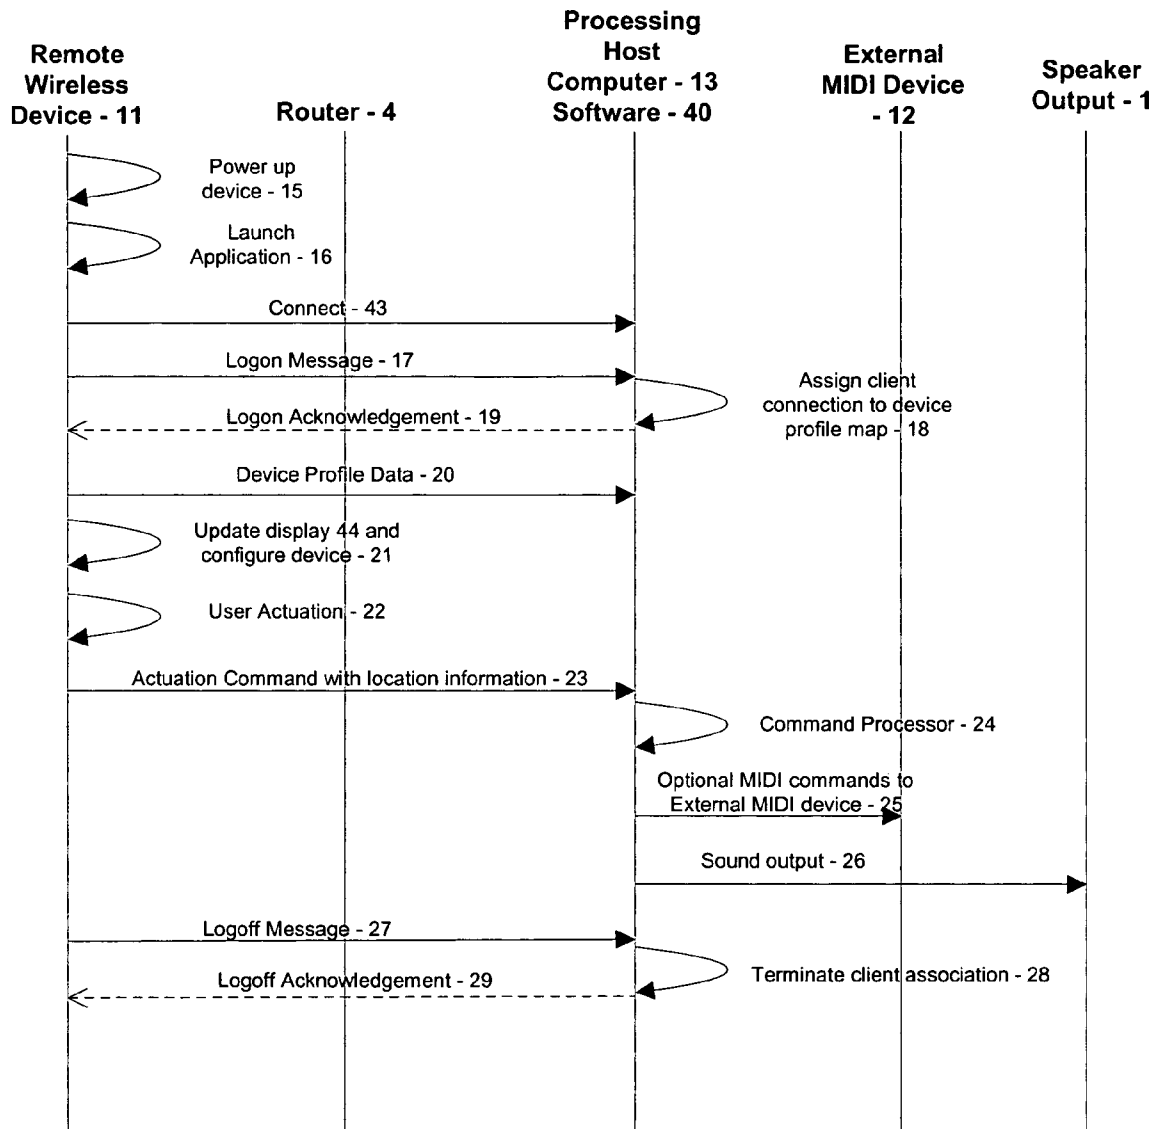 Remote
Wireless
Device - 11
Router - 4
Processing
Host
Computer - 13
Software - 40
External
MIDI Device
- 12
Speaker
Output - 1
Power up
device - 15
Launch
Application - 16
Connect - 43
Logon Message - 17
Assign client
connection to device
profile map - 18
Logon Acknowledgement - 19
Device Profile Data - 20
Update display 44 and
configure device - 21
User Actuation - 22
Actuation Command with location information - 23
Command Processor - 24
Optional MIDI commands to
External MIDI device - 25
Sound output - 26
Logoff Message - 27
Terminate client association - 28
Logoff Acknowledgement - 29